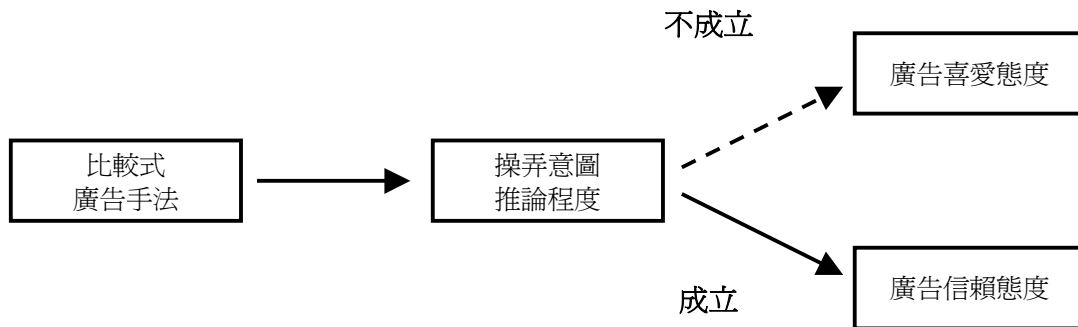 不成立
廣告喜愛態度
比較式
廣告手法
操弄意圖
推論程度
成立
廣告信賴態度